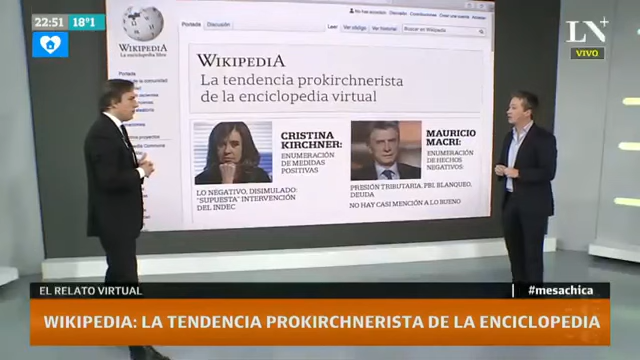 22:51 18°1
LN+
VIVO
WIKIPEDIA
La enciclopedia libre
Portada Discusión
Leer Ver código Ver historial Buscar en Wikipedia
Portada
WIKIPEDIA
La tendencia prokirchnerista
de la enciclopedia virtual
CRISTINA
KIRCHNER:
ENUMERACIÓN
DE MEDIDAS
POSITIVAS
LO NEGATIVO, DISIMULADO:
"SUPUESTA" INTERVENCIÓN
DEL INDEC
MAURICIO
MACRI:
ENUMERACIÓN
DE HECHOS
NEGATIVOS:
PRESIÓN TRIBUTARIA, PBI, BLANQUEO,
DEUDA
NO HAY CASI MENCIÓN A LO BUENO
EL RELATO VIRTUAL
#mesachica
WIKIPEDIA: LA TENDENCIA PROKIRCHNERISTA DE LA ENCICLOPEDIA